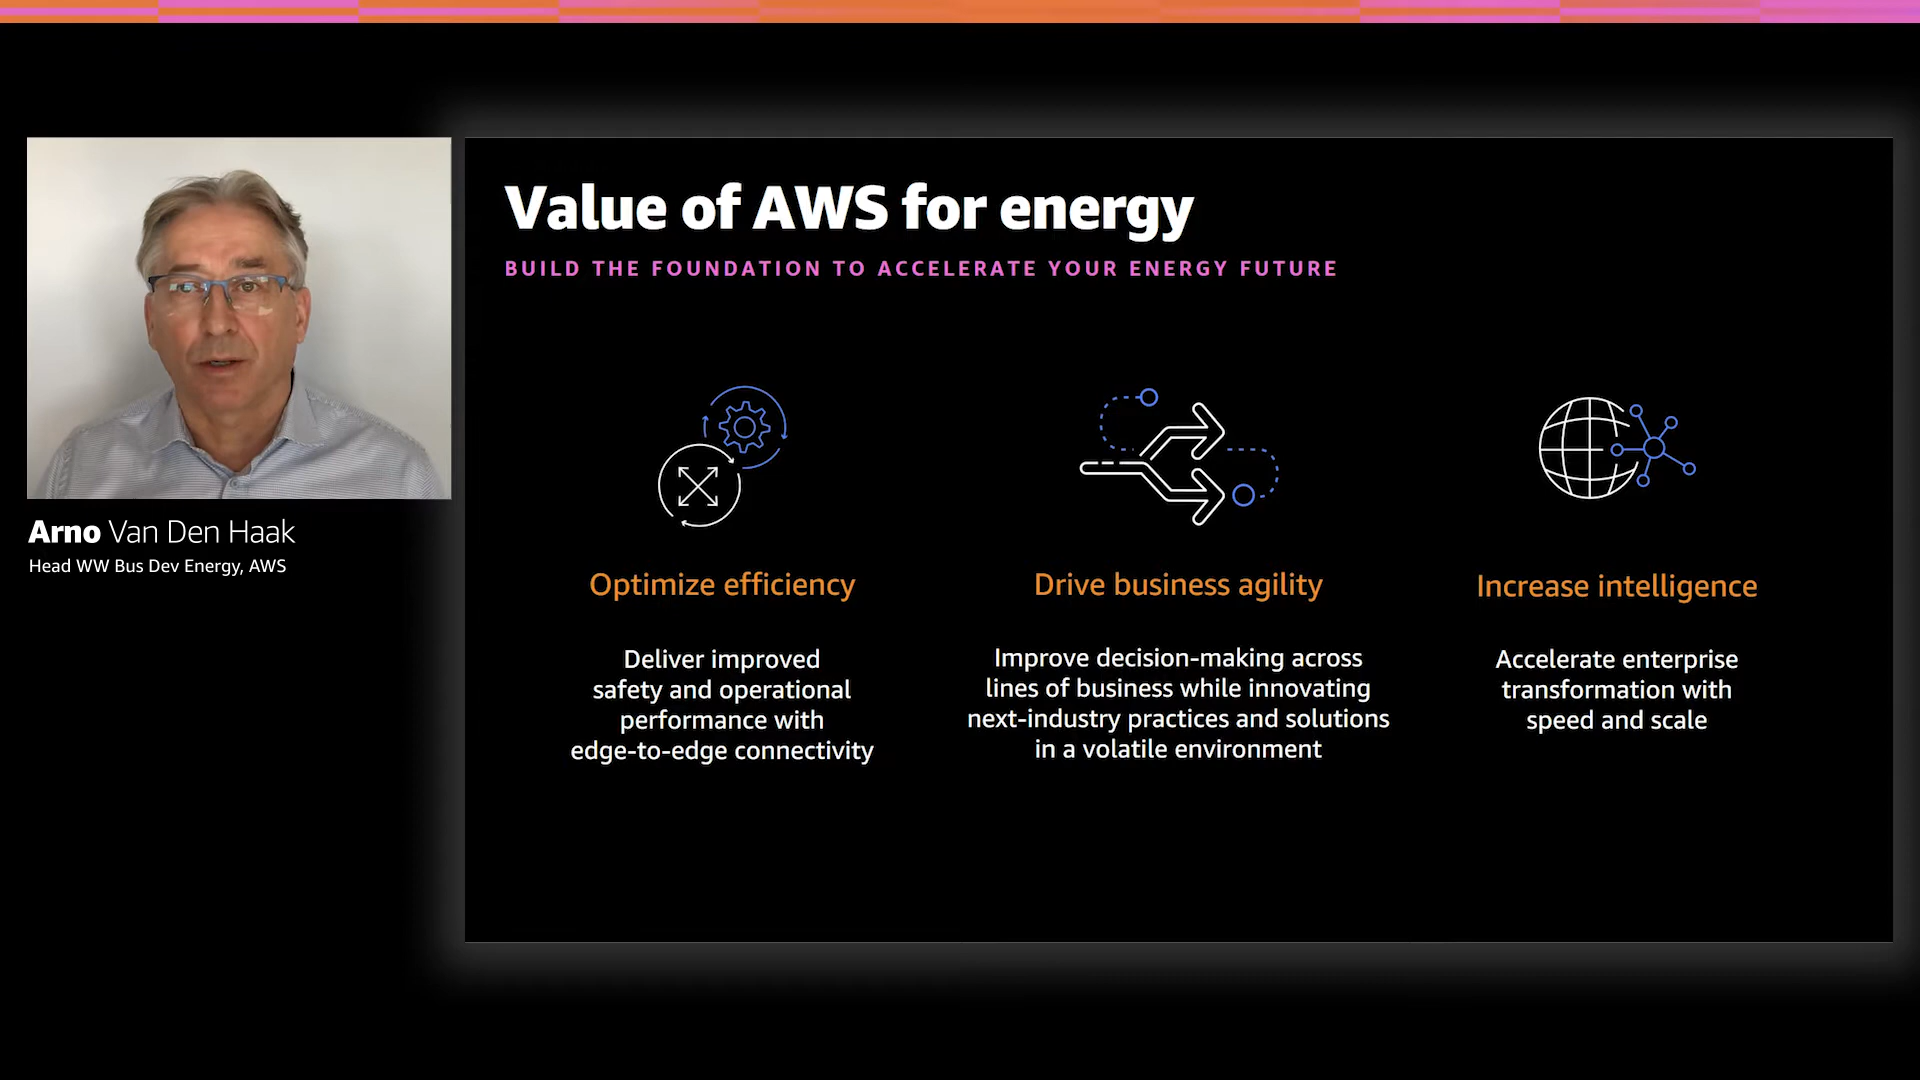 Value of AWS for energy
BUILD THE FOUNDATION TO ACCELERATE YOUR ENERGY FUTURE
Arno Van Den Haak
Head WW Bus Dev Energy, AWS
Optimize efficiency
Deliver improved
safety and operational
performance with
edge-to-edge connectivity
Drive business agility
Improve decision-making across
lines of business while innovating
next-industry practices and solutions
in a volatile environment
Increase intelligence
Accelerate enterprise
transformation with
speed and scale